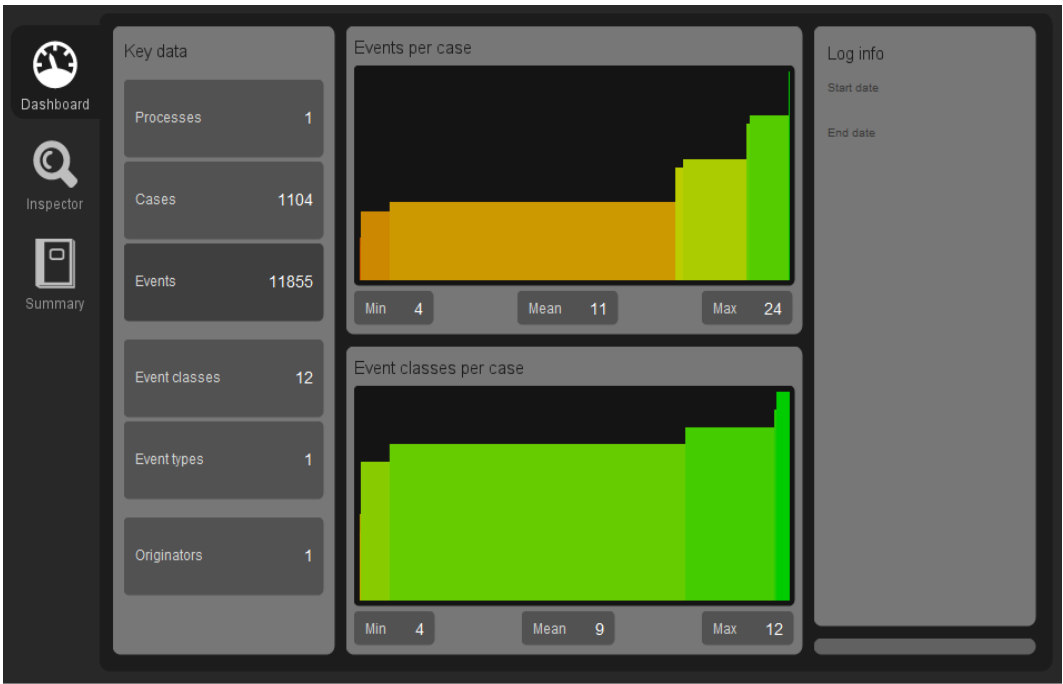 Dashboard
Inspector
Summary
Key data
Processes 1
Cases 1104
Events 11855
Event classes 12
Event types 1
Originators 1
Events per case
Min 4 Mean 11 Max 24
Event classes per case
Min 4 Mean 9 Max 12
Log info
Start date
End date